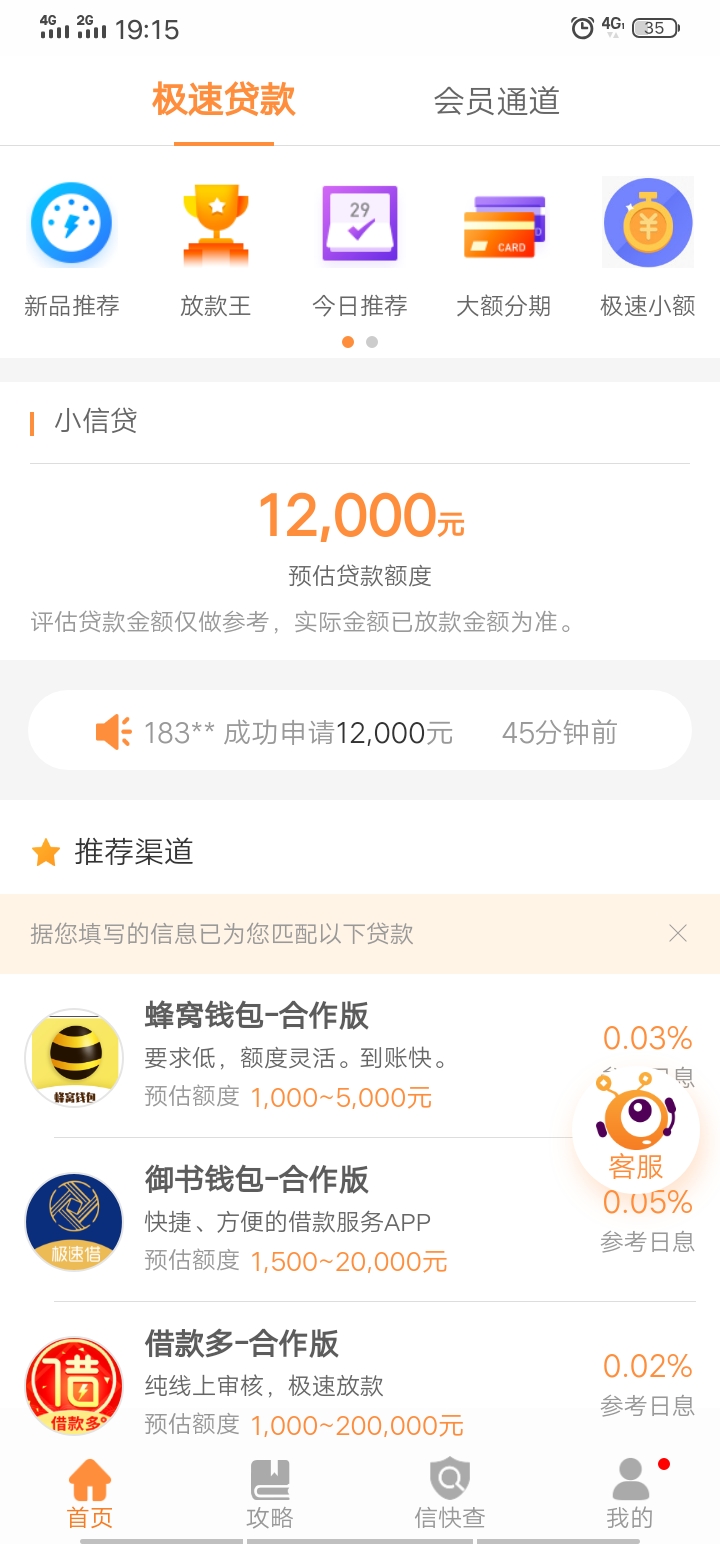 4G 2G 19:15 4G 35
极速贷款 会员通道
29
CARD
新品推荐 放款王 今日推荐 大额分期 极速小额
小信贷
12,000元
预估贷款额度
评估贷款金额仅做参考，实际金额已放款金额为准。
183** 成功申请12,000元 45分钟前
推荐渠道
据您填写的信息已为您匹配以下贷款
蜂窝钱包-合作版
0.03%
要求低，额度灵活。到账快。
预估额度 1,000~5,000元
蜂窝钱包
客服
御书钱包-合作版
0.05%
快捷、方便的借款服务APP
参考日息
预估额度 1,500~20,000元
极速借
借款多-合作版
0.02%
纯线上审核，极速放款
参考日息
预估额度 1,000~200,000元
借
借款多
首页 攻略 信快查 我的